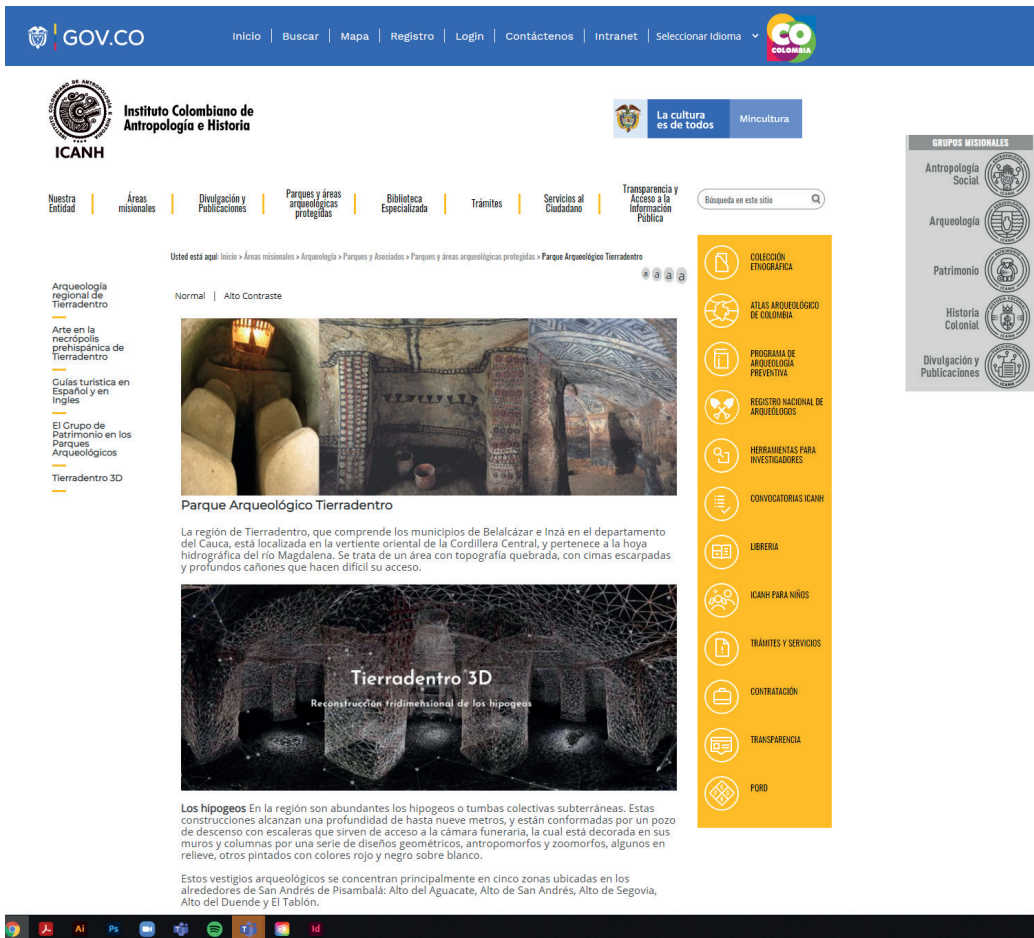 GOV.CO
Inicio | Buscar | Mapa | Registro | Login | Contáctenos | Intranet | Seleccionar Idioma
CO
COLOMBIA
Instituto Colombiano de
Antropología e Historia
ICANH
La cultura
es de todos
Mincultura
Nuestra
Entidad
Áreas
misionales
Divulgación y
Publicaciones
Parques y áreas
arqueológicas
protegidas
Biblioteca
Especializada
Trámites
Servicios al
Ciudadano
Transparencia y
Acceso a la
Información
Pública
Búsqueda en este sitio
GRUPOS MISIONALES
Antropología
Social
Arqueología
Patrimonio
Historia
Colonial
Divulgación y
Publicaciones
Usted está aquí: Inicio » Áreas misionales » Arqueología » Parques y Asociados » Parques y áreas arqueológicas protegidas » Parque Arqueológico Tierradentro
a a a a
Normal | Alto Contraste
Arqueología
regional de
Tierradentro
Arte en la
necrópolis
prehispánica de
Tierradentro
Guías turistica en
Español y en
Ingles
El Grupo de
Patrimonio en los
Parques
Arqueológicos
Tierradentro 3D
Parque Arqueológico Tierradentro
La región de Tierradentro, que comprende los municipios de Belalcázar e Inzá en el departamento
del Cauca, está localizada en la vertiente oriental de la Cordillera Central, y pertenece a la hoya
hidrográfica del río Magdalena. Se trata de un área con topografía quebrada, con cimas escarpadas
y profundos cañones que hacen difícil su acceso.
Tierradentro 3D
Reconstrucción tridimensional de los hipogeos
Los hipogeos En la región son abundantes los hipogeos o tumbas colectivas subterráneas. Estas
construcciones alcanzan una profundidad de hasta nueve metros, y están conformadas por un pozo
de descenso con escaleras que sirven de acceso a la cámara funeraria, la cual está decorada en sus
muros y columnas por una serie de diseños geométricos, antropomorfos y zoomorfos, algunos en
relieve, otros pintados con colores rojo y negro sobre blanco.
Estos vestigios arqueológicos se concentran principalmente en cinco zonas ubicadas en los
alrededores de San Andrés de Pisambalá: Alto del Aguacate, Alto de San Andrés, Alto de Segovia,
Alto del Duende y El Tablón.
COLECCIÓN
ETNOGRÁFICA
ATLAS ARQUEOLÓGICO
DE COLOMBIA
PROGRAMA DE
ARQUEOLOGÍA
PREVENTIVA
REGISTRO NACIONAL DE
ARQUEÓLOGOS
HERRAMIENTAS PARA
INVESTIGADORES
CONVOCATORIAS ICANH
LIBRERIA
ICANH PARA NIÑOS
TRÁMITES Y SERVICIOS
CONTRATACIÓN
TRANSPARENCIA
PQRD
Ai
Ps
Id